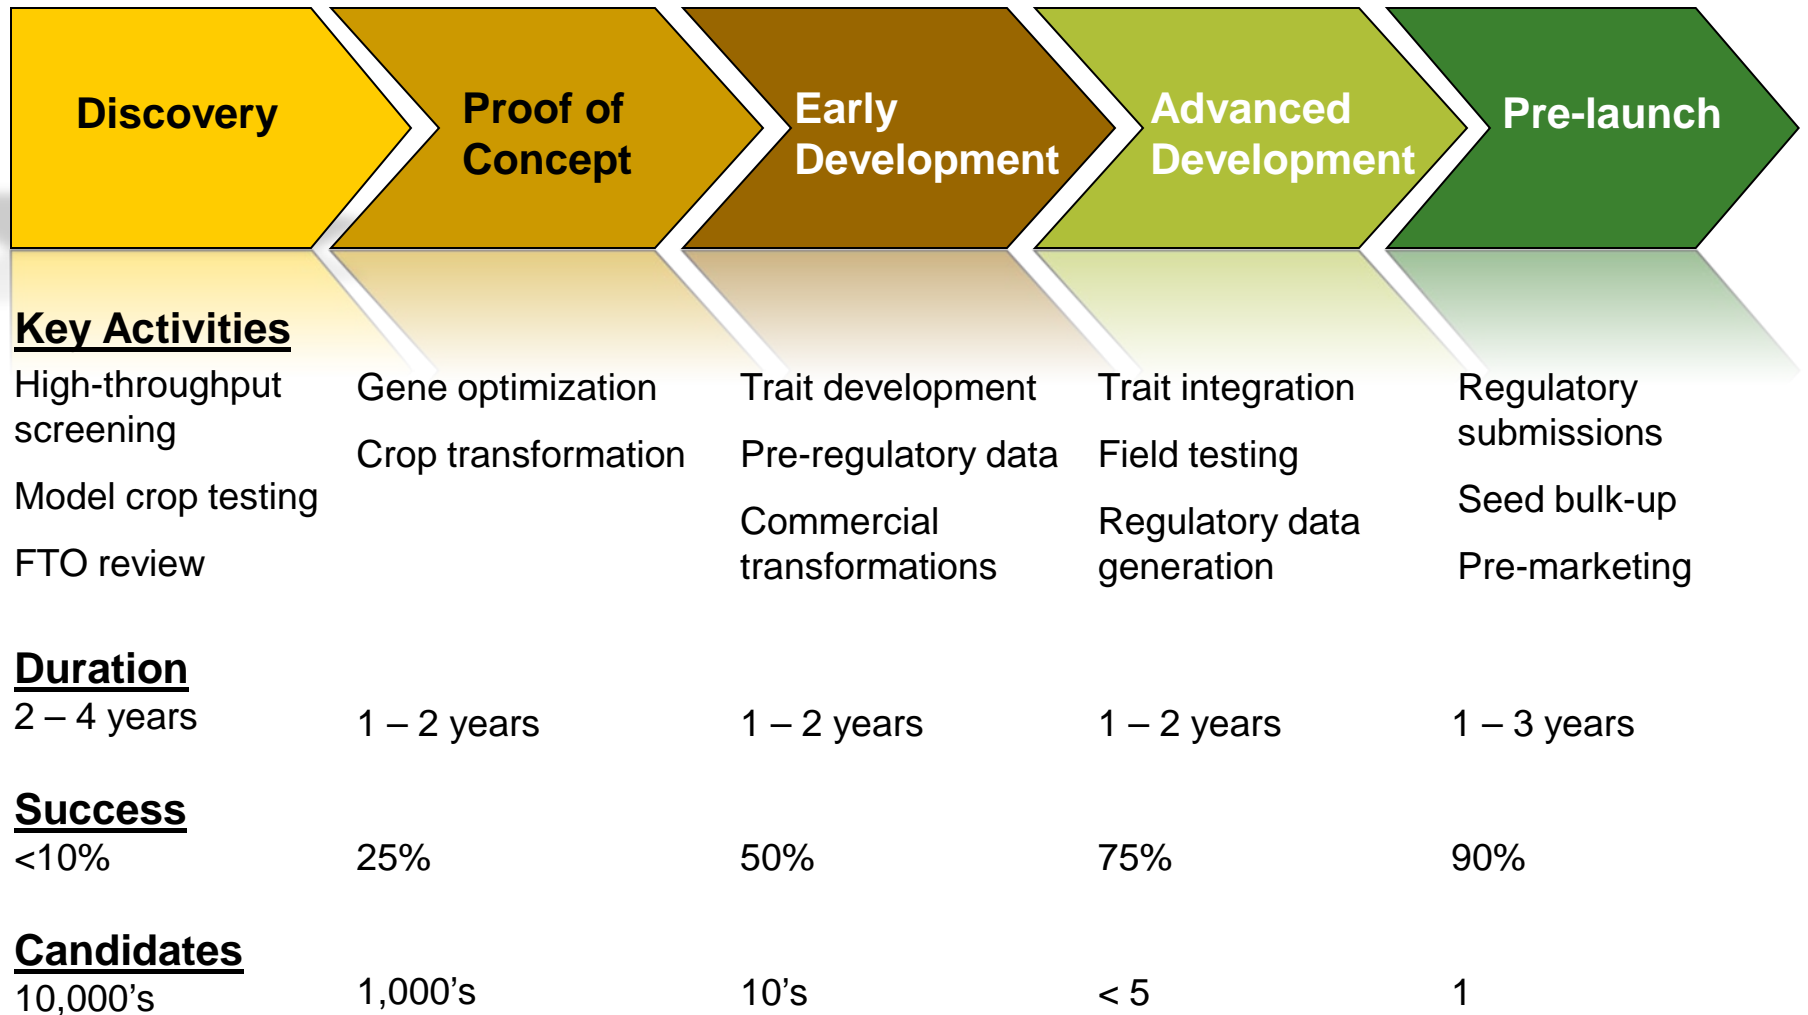 Discovery
Proof of
Concept
Early
Development
Advanced
Development
Pre-launch
Key Activities
High-throughput
screening
Model crop testing
FTO review
Gene optimization
Crop transformation
Trait development
Pre-regulatory data
Commercial
transformations
Trait integration
Field testing
Regulatory data
generation
Regulatory
submissions
Seed bulk-up
Pre-marketing
Duration
2 – 4 years
1 – 2 years
1 – 2 years
1 – 2 years
1 – 3 years
Success
<10%
25%
50%
75%
90%
Candidates
10,000’s
1,000’s
10’s
< 5
1